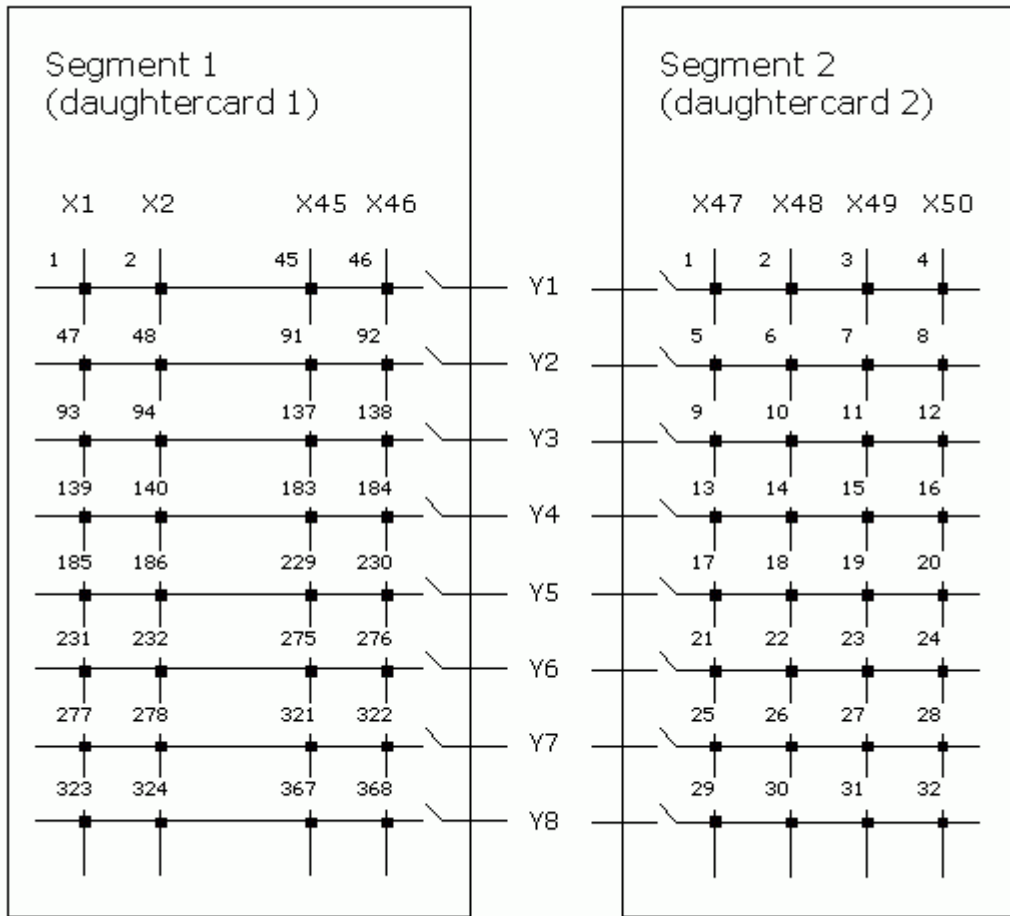 Segment 1
(daughtercard 1)
Segment 2
(daughtercard 2)
X1 X2 X45 X46
X47 X48 X49 X50
1 2 45 46 Y1 1 2 3 4
47 48 91 92 Y2 5 6 7 8
93 94 137 138 Y3 9 10 11 12
139 140 183 184 Y4 13 14 15 16
185 186 229 230 Y5 17 18 19 20
231 232 275 276 Y6 21 22 23 24
277 278 321 322 Y7 25 26 27 28
323 324 367 368 Y8 29 30 31 32